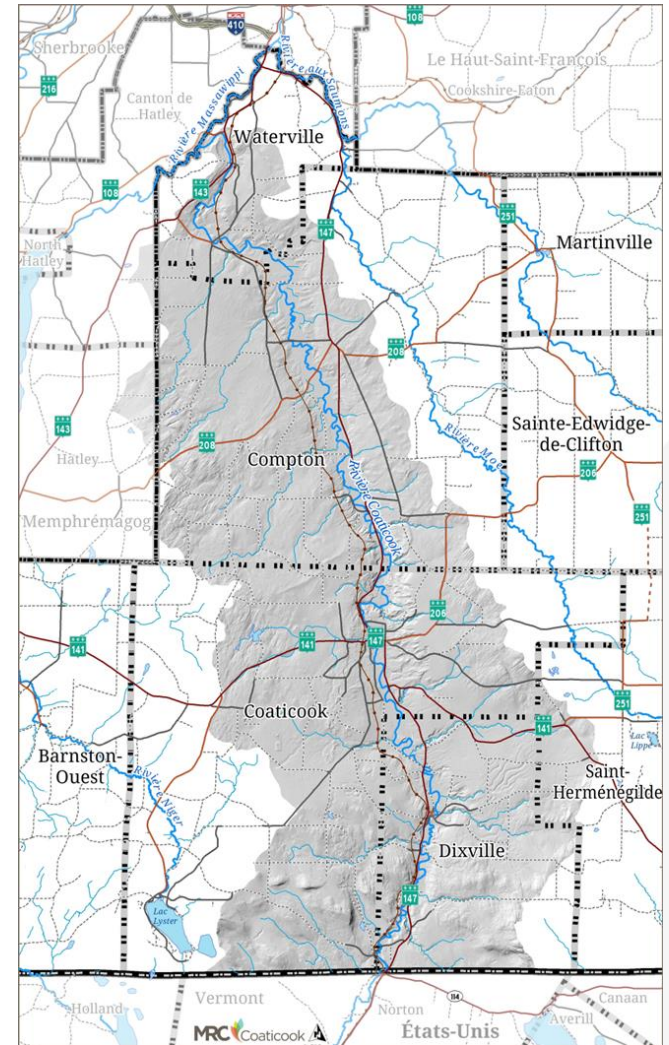 108
410
Sherbrooke
Rivière aux Saumons
Le Haut-Saint-François
216
Cookshire-Eaton
Canton de
Hatley
Rivière Massawippi
Waterville
108
143
251
North
Hatley
147
Martinville
208
143
Sainte-Edwidge-
de-Clifton
208
Rivière Moe
Hatley
Compton
206
Rivière Coaticook
251
Memphrémagog
206
141
141
147
251
Coaticook
141
Lac
Lippé
Barnston-
Ouest
Rivière Niger
Saint-
Herménégilde
Dixville
147
Lac
Lyster
Holland
Vermont
114
Canaan
Norton
Averill
MRC Coaticook
États-Unis